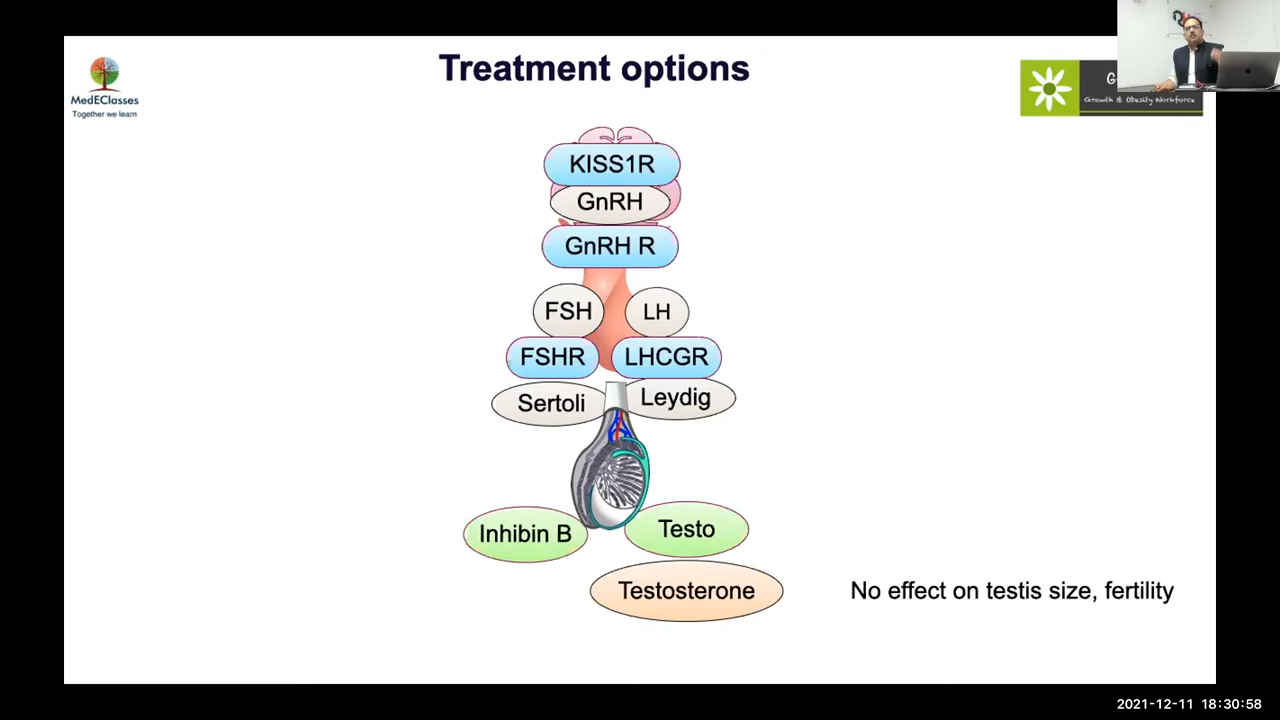 Treatment options
MedEClasses
Together we learn
Growth & Obesity Workforce
KISS1R
GnRH
GnRH R
FSH
LH
FSHR
LHCGR
Sertoli
Leydig
Inhibin B
Testo
Testosterone
No effect on testis size, fertility
2021-12-11 18:30:58